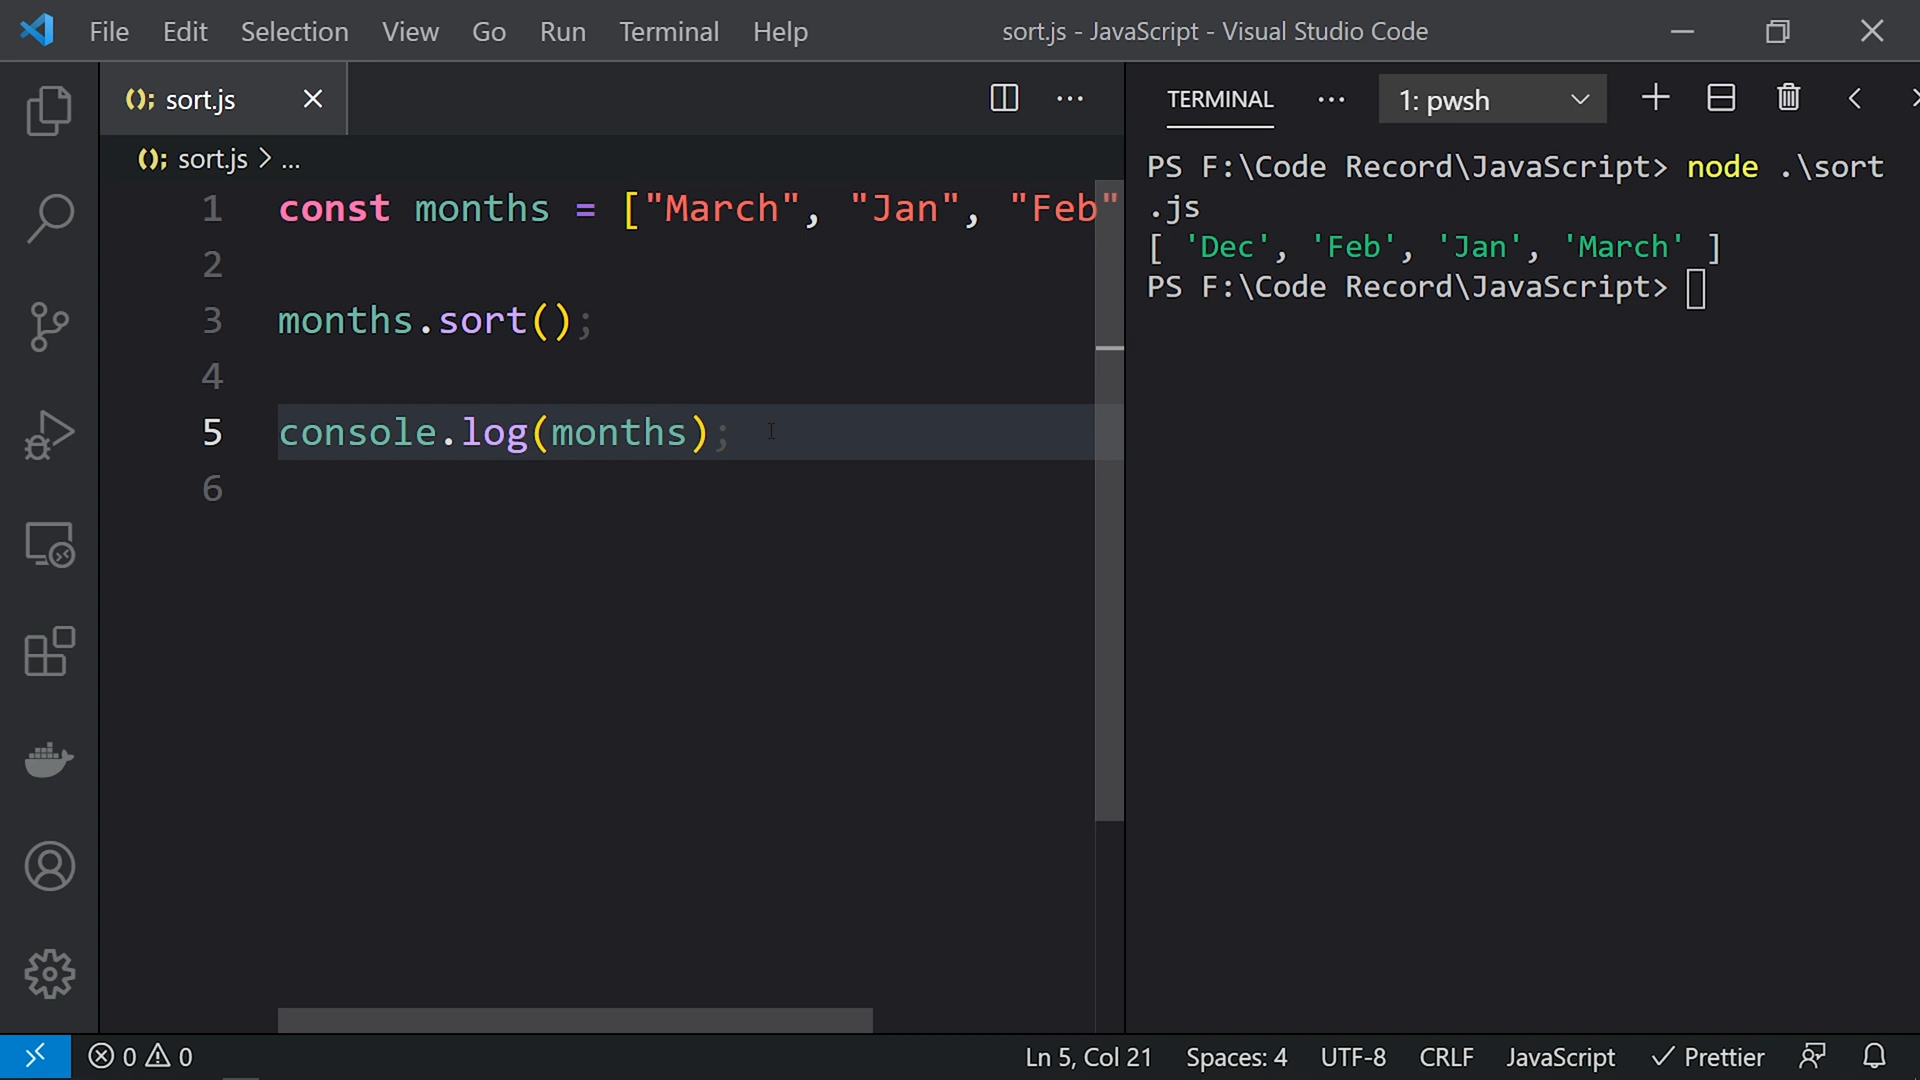 File Edit Selection View Go Run Terminal Help sort.js - JavaScript - Visual Studio Code
(); sort.js
TERMINAL ... 1: pwsh
(); sort.js > ...
1 const months = ["March", "Jan", "Feb"
2
3 months.sort();
4
5 console.log(months);
6
PS F:\Code Record\JavaScript> node .\sort
.js
[ 'Dec', 'Feb', 'Jan', 'March' ]
PS F:\Code Record\JavaScript>
0 0 Ln 5, Col 21 Spaces: 4 UTF-8 CRLF JavaScript Prettier